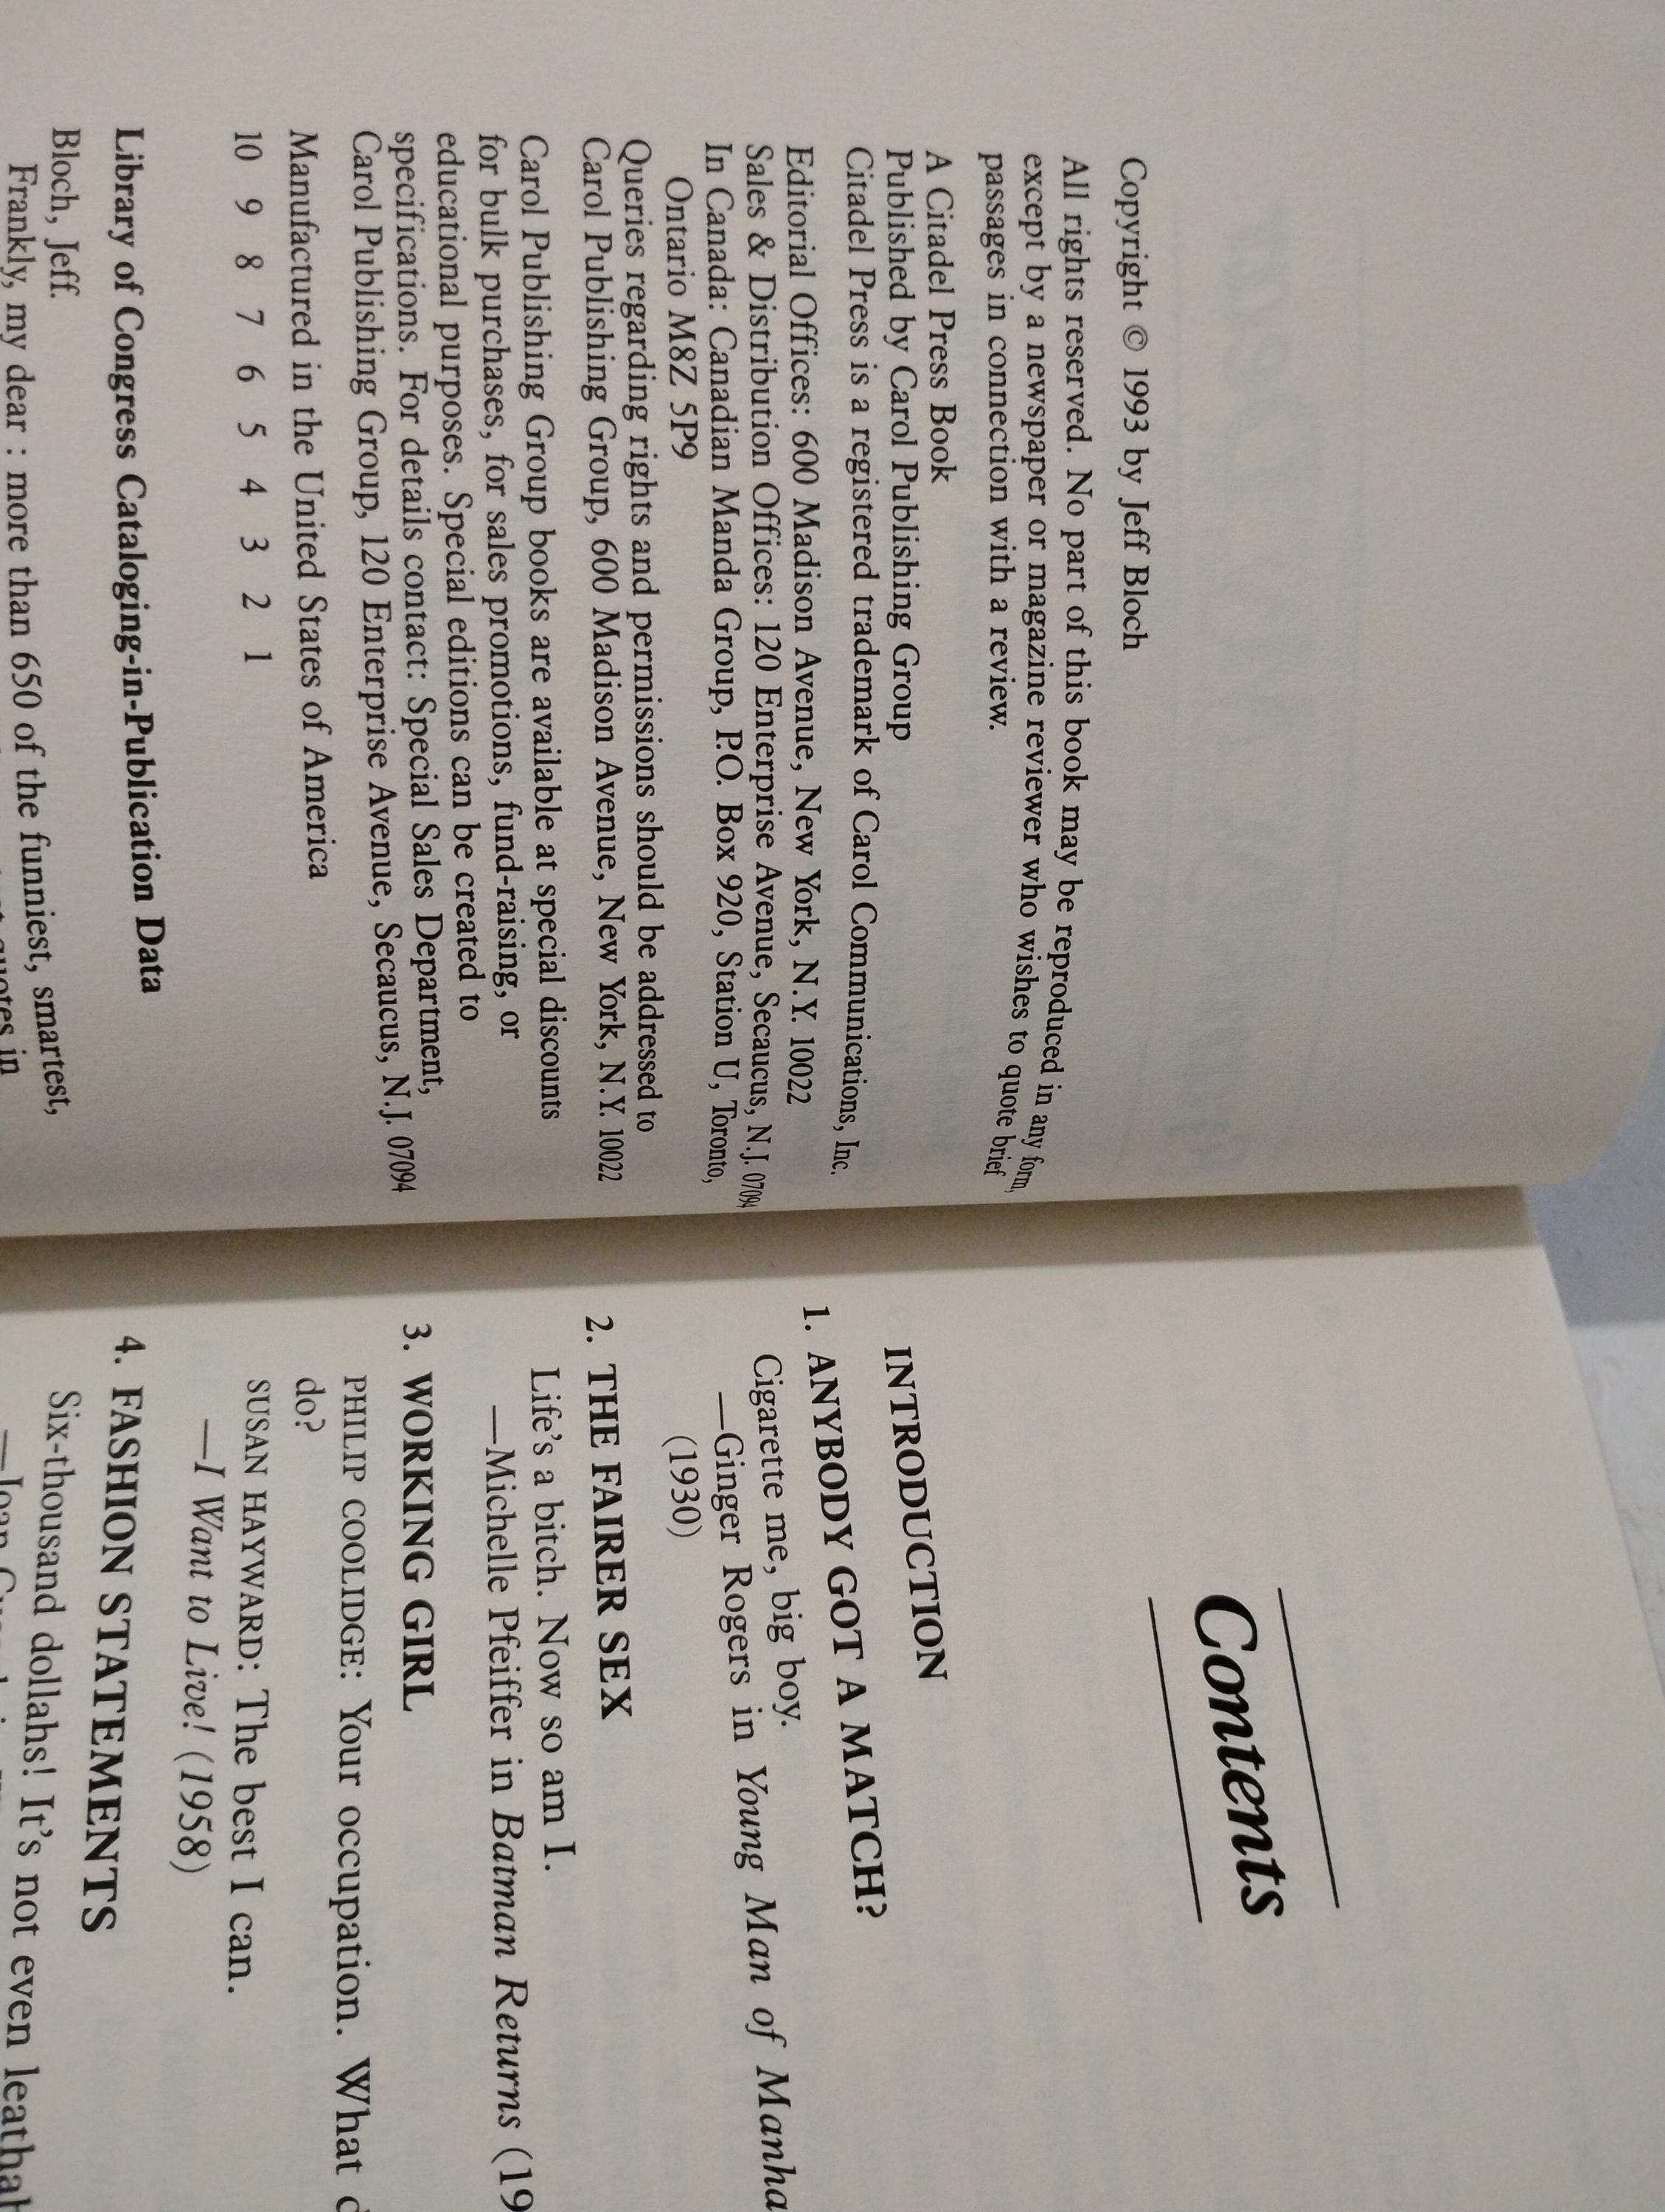 Copyright © 1993 by Jeff Bloch
All rights reserved. No part of this book may be reproduced in any form,
except by a newspaper or magazine reviewer who wishes to quote brief
passages in connection with a review.
A Citadel Press Book
Published by Carol Publishing Group
Citadel Press is a registered trademark of Carol Communications, Inc.
Editorial Offices: 600 Madison Avenue, New York, N.Y. 10022
Sales & Distribution Offices: 120 Enterprise Avenue, Secaucus, N.J. 07094
In Canada: Canadian Manda Group, P.O. Box 920, Station U, Toronto,
Ontario M8Z 5P9
Queries regarding rights and permissions should be addressed to
Carol Publishing Group, 600 Madison Avenue, New York, N.Y. 10022
Carol Publishing Group books are available at special discounts
for bulk purchases, for sales promotions, fund-raising, or
educational purposes. Special editions can be created to
specifications. For details contact: Special Sales Department,
Carol Publishing Group, 120 Enterprise Avenue, Secaucus, N.J. 07094
Manufactured in the United States of America
10 9 8 7 6 5 4 3 2 1
Library of Congress Cataloging-in-Publication Data
Bloch, Jeff.
Frankly, my dear : more than 650 of the funniest, smartest,
quotes in
Contents
INTRODUCTION
1. ANYBODY GOT A MATCH?
Cigarette me, big boy.
—Ginger Rogers in Young Man of Manha
(1930)
2. THE FAIRER SEX
Life's a bitch. Now so am I.
—Michelle Pfeiffer in Batman Returns (19
3. WORKING GIRL
PHILIP COOLIDGE: Your occupation. What d
do?
SUSAN HAYWARD: The best I can.
—I Want to Live! (1958)
4. FASHION STATEMENTS
Six-thousand dollahs! It's not even leathah